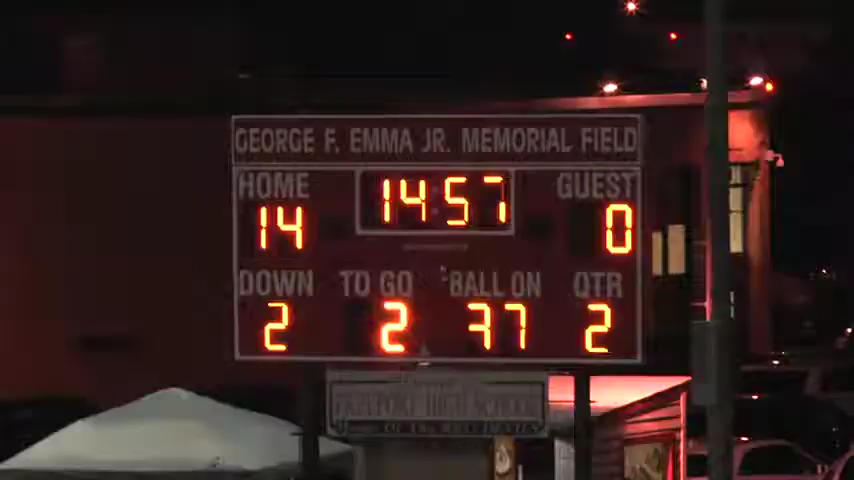 GEORGE F. EMMA JR. MEMORIAL FIELD
HOME 14:57 GUEST
14 0
DOWN TO GO BALL ON QTR
2 2 37 2
HIGH SCHOOL